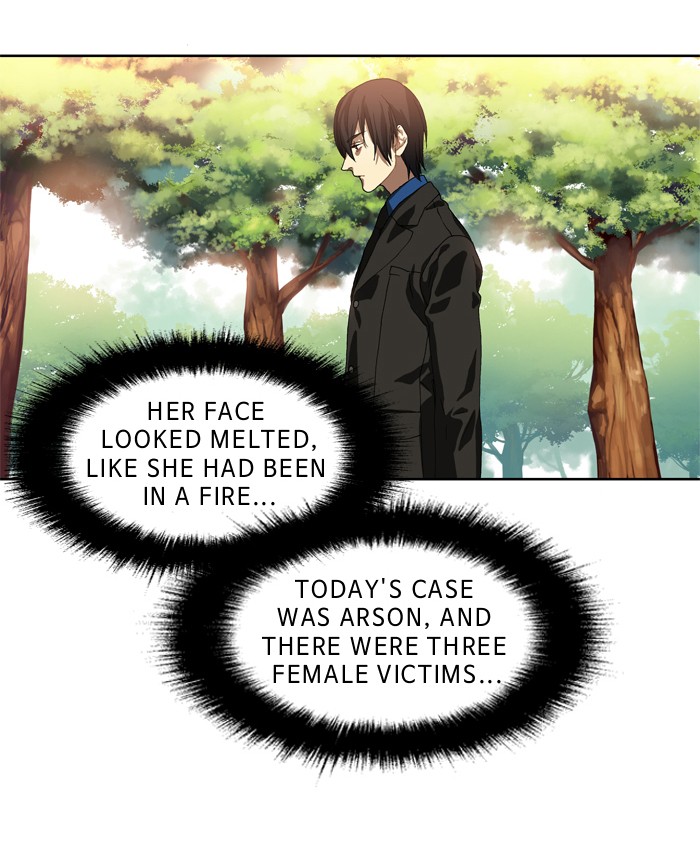 HER FACE
LOOKED MELTED,
LIKE SHE HAD BEEN
IN A FIRE...
TODAY'S CASE
WAS ARSON, AND
THERE WERE THREE
FEMALE VICTIMS...